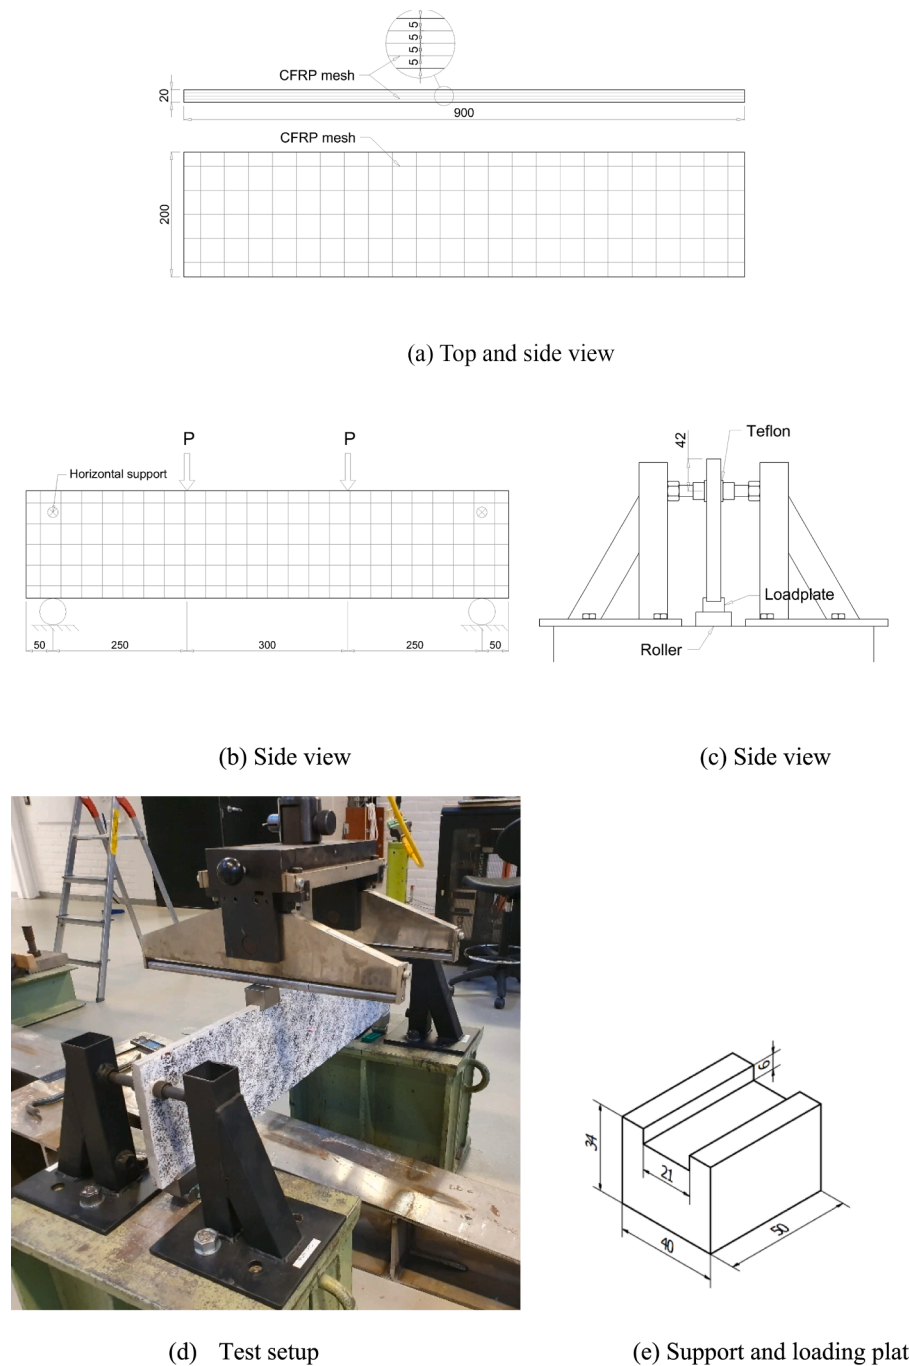 5
5
5
5
CFRP mesh
20
900
CFRP mesh
200
(a) Top and side view
P
P
Horizontal support
50
250
300
250
50
42
Teflon
Loadplate
Roller
(b) Side view
(c) Side view
6
34
21
40
50
(d) Test setup
(e) Support and loading plat